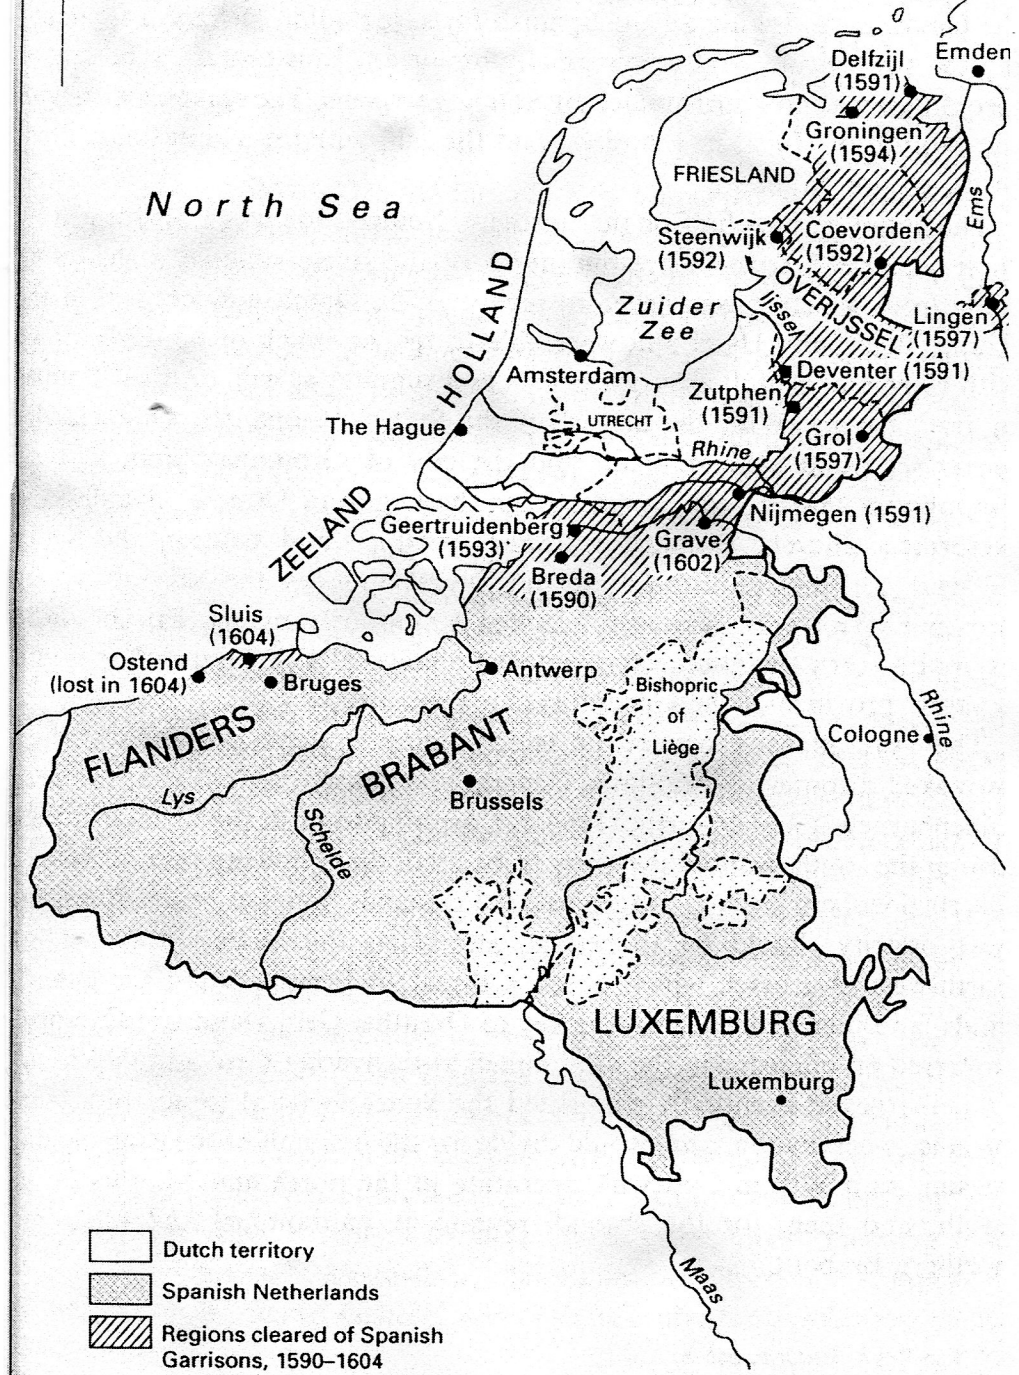 Emden
Delfzijl
(1591)
Groningen
(1594)
FRIESLAND
North Sea
Ems
Steenwijk
(1592)
Coevorden
(1592)
OVERIJSSEL
HOLLAND
Zuider
Zee
Ijssel
Lingen
(1597)
Amsterdam
Deventer (1591)
Zutphen
(1591)
UTRECHT
The Hague
Rhine
Grol
(1597)
ZEELAND
Geertruidenberg
(1593)
Nijmegen (1591)
Grave
(1602)
Breda
(1590)
Sluis
(1604)
Ostend
(lost in 1604)
Bruges
Antwerp
Bishopric
of
Liège
Rhine
Cologne
FLANDERS
BRABANT
Lys
Brussels
Schelde
LUXEMBURG
Luxemburg
Maas
Dutch territory
Spanish Netherlands
Regions cleared of Spanish
Garrisons, 1590–1604